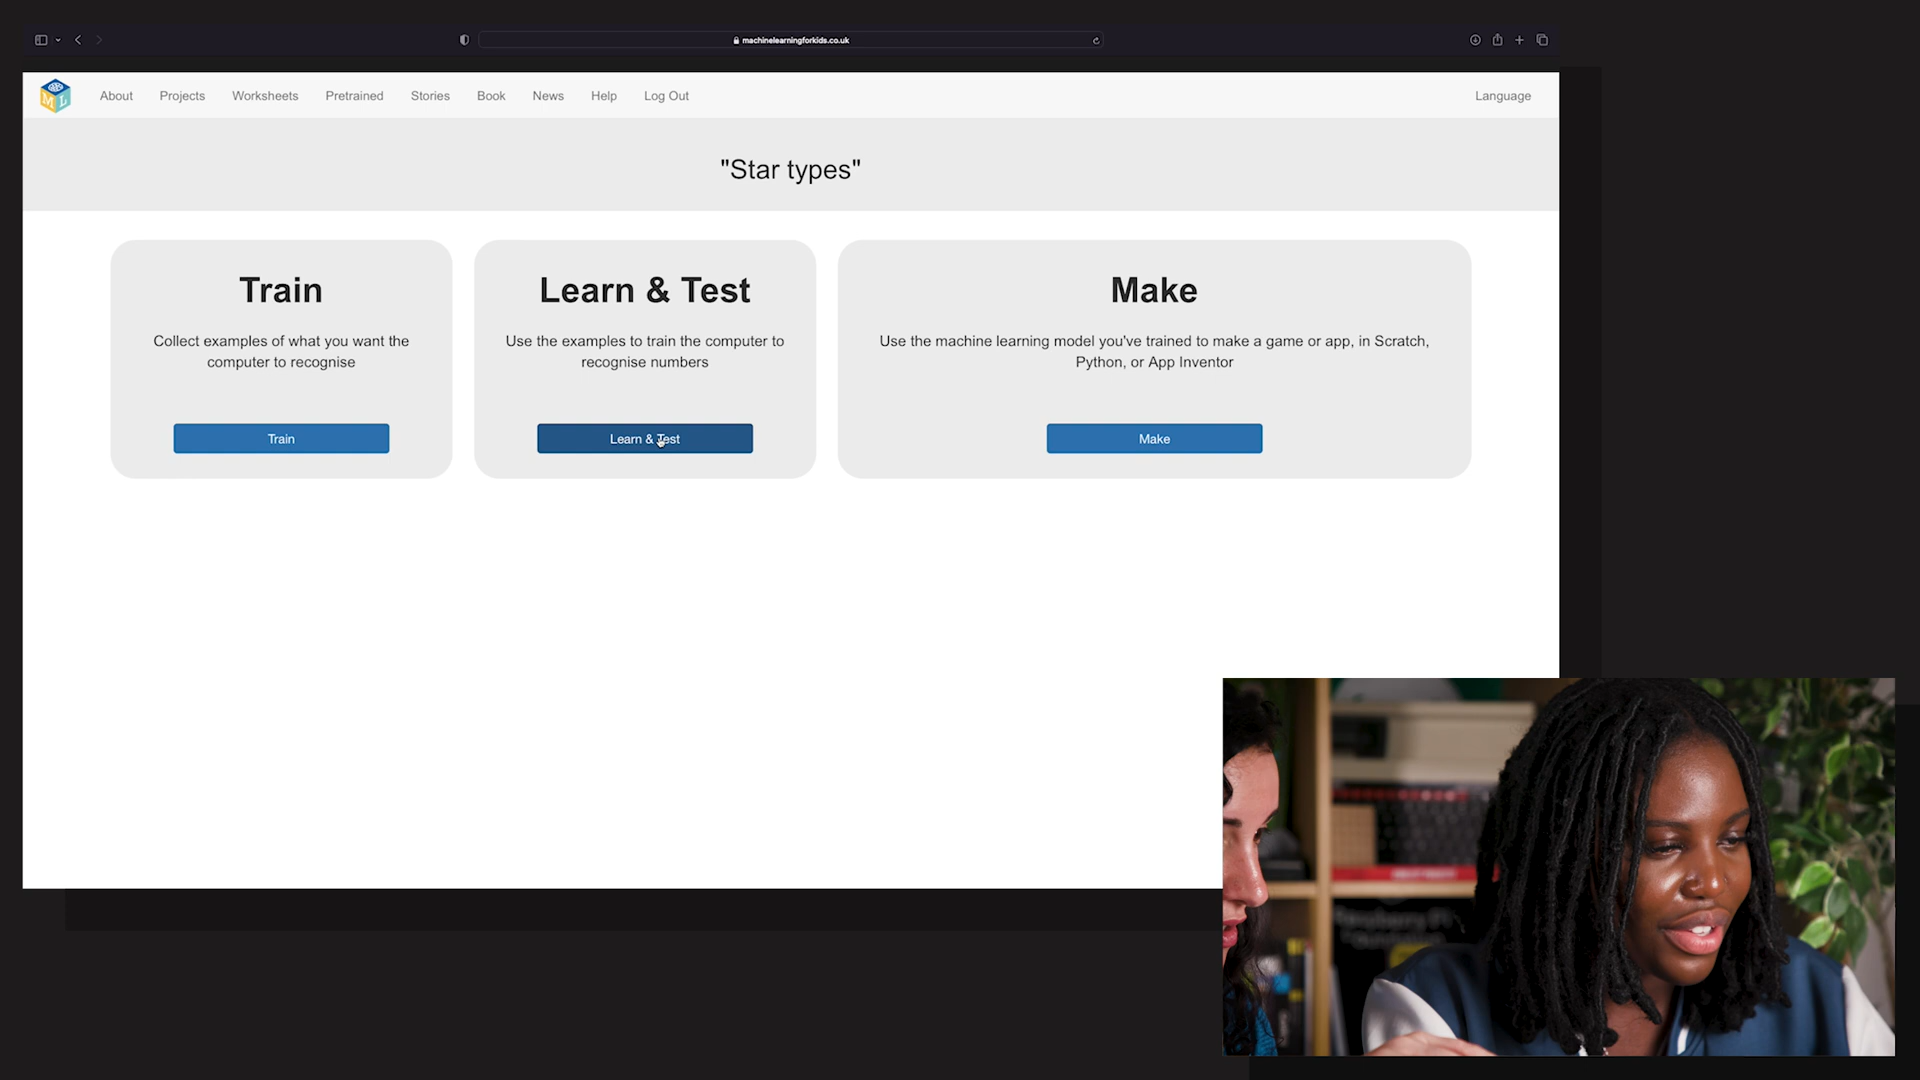 machinelearningforkids.co.uk
About Projects Worksheets Pretrained Stories Book News Help Log Out Language
"Star types"
Train
Collect examples of what you want the
computer to recognise
Train
Learn & Test
Use the examples to train the computer to
recognise numbers
Learn & Test
Make
Use the machine learning model you've trained to make a game or app, in Scratch,
Python, or App Inventor
Make